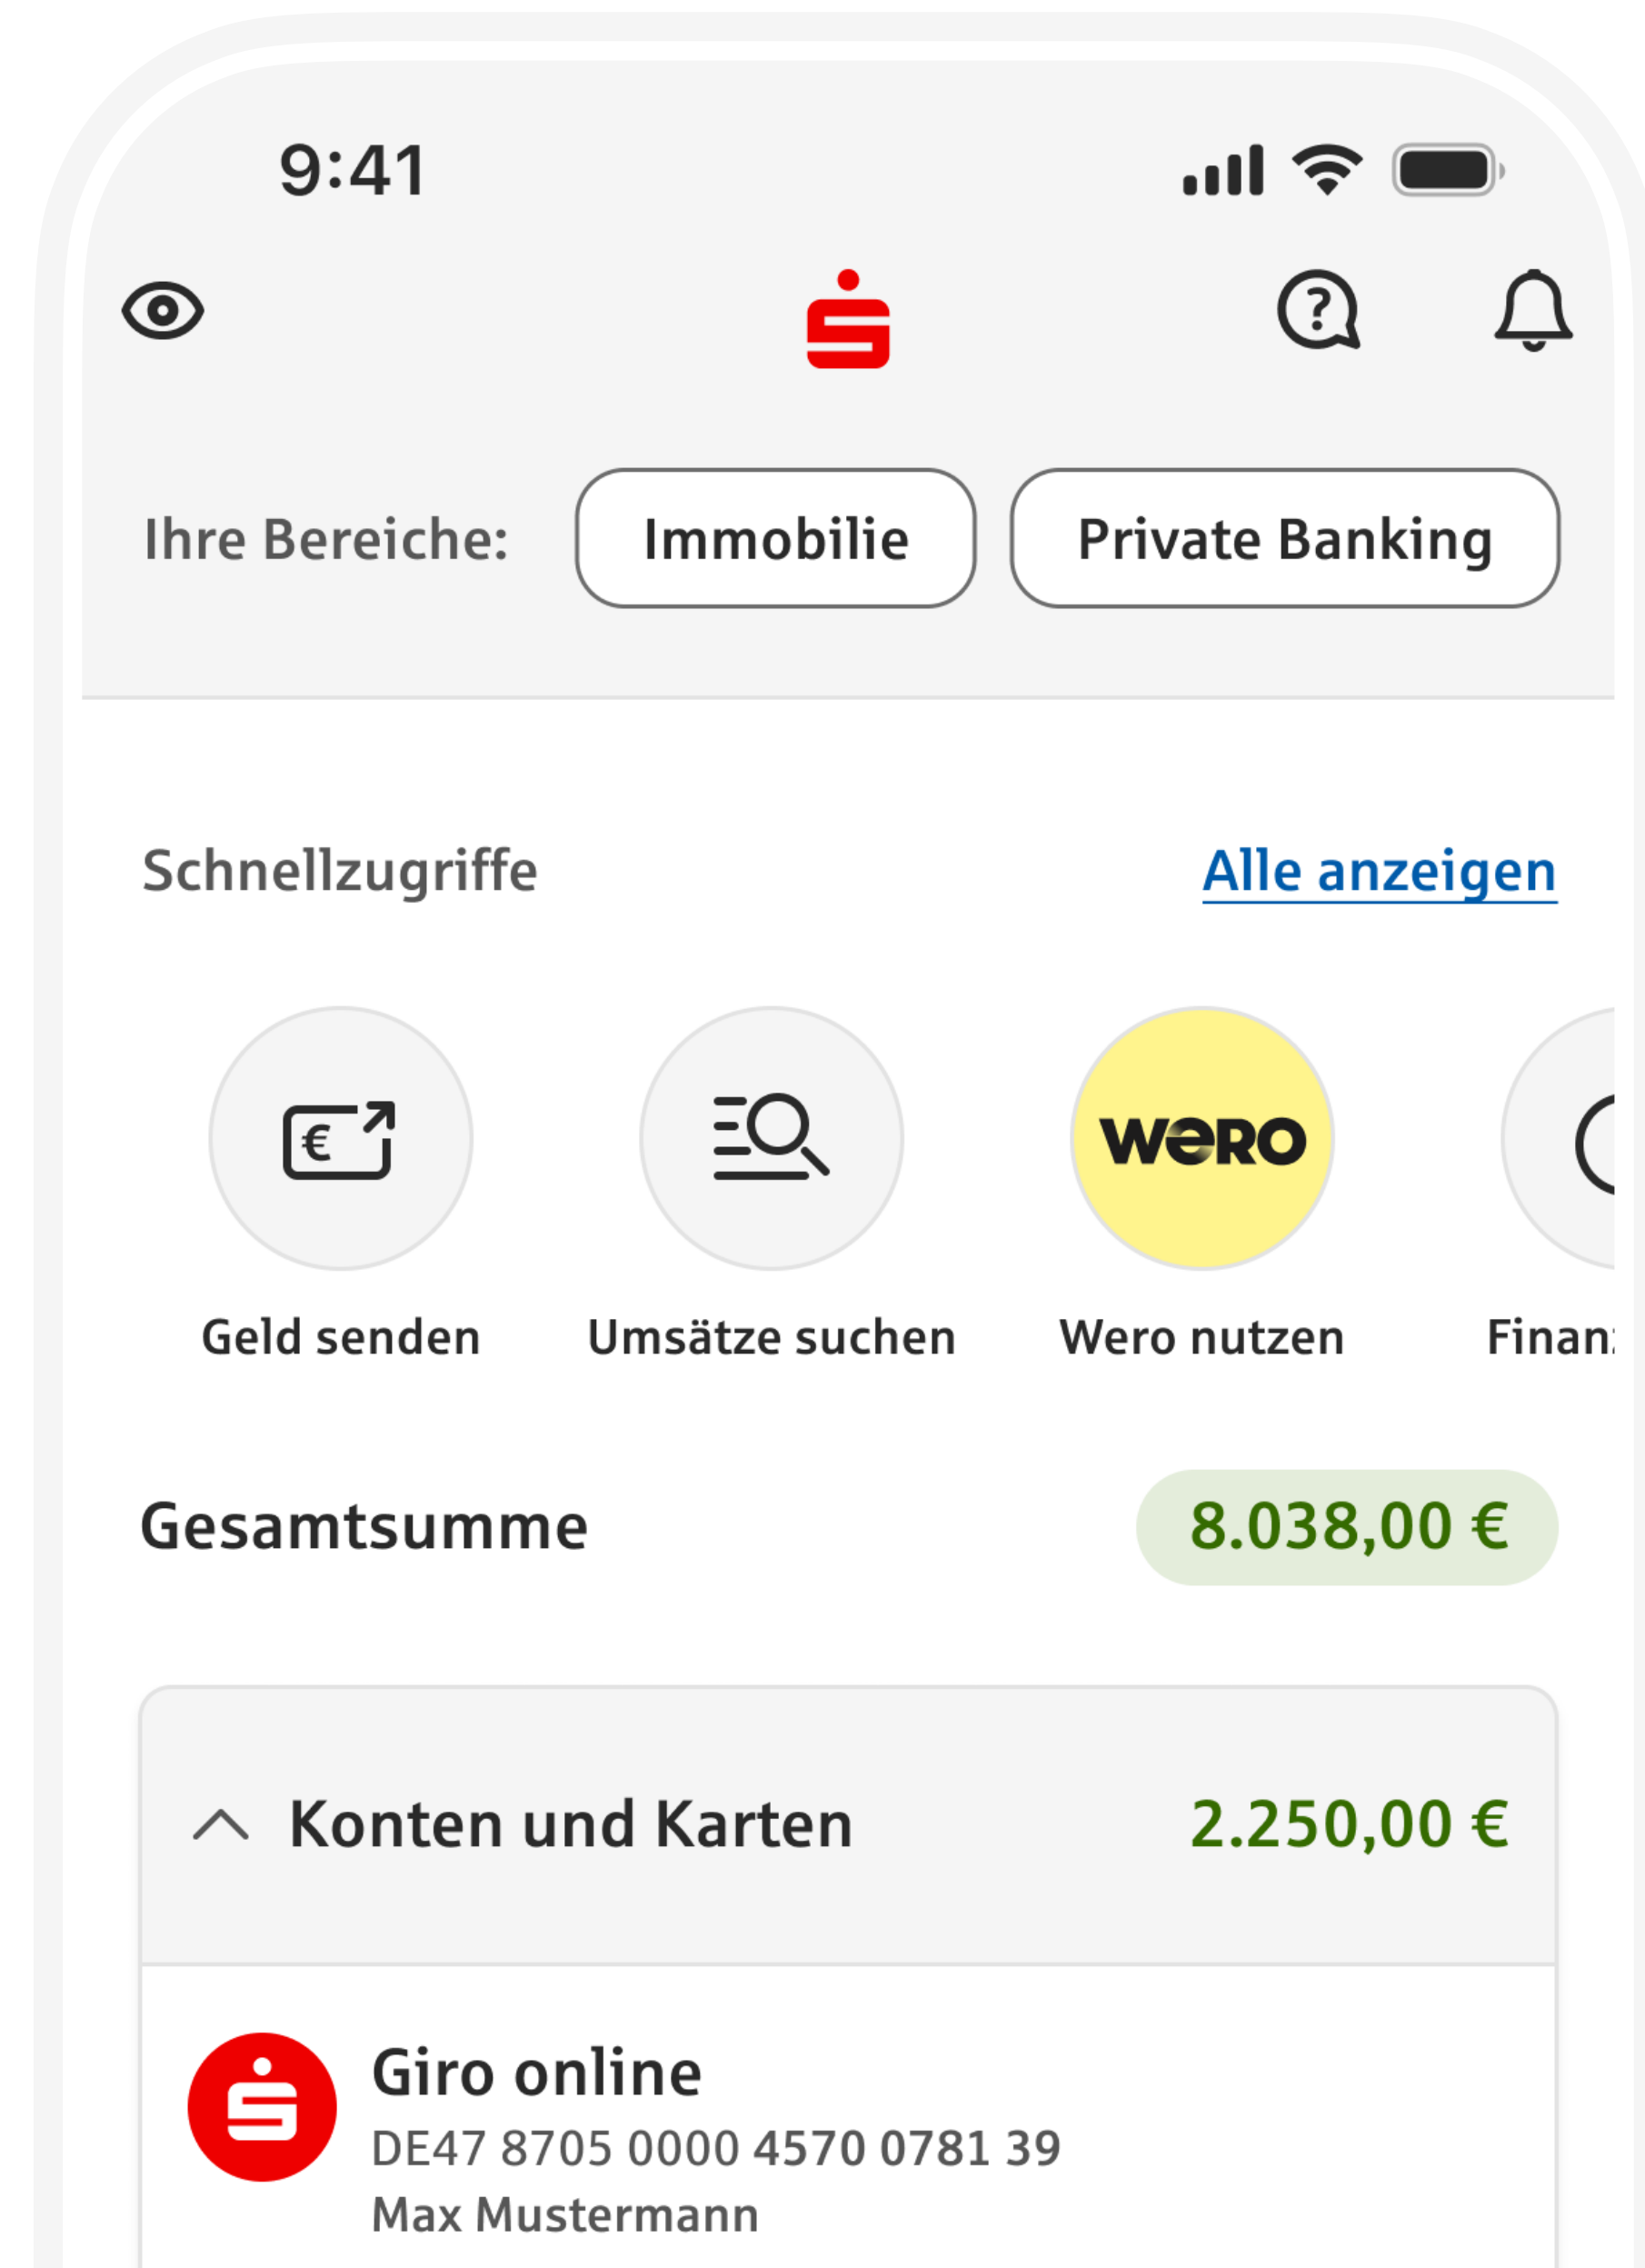 9:41
Ihre Bereiche: Immobilie Private Banking
Schnellzugriffe Alle anzeigen
€
wero
Geld senden Umsätze suchen Wero nutzen
Gesamtsumme 8.038,00 €
Konten und Karten 2.250,00 €
Giro online
DE47 8705 0000 4570 0781 39
Max Mustermann